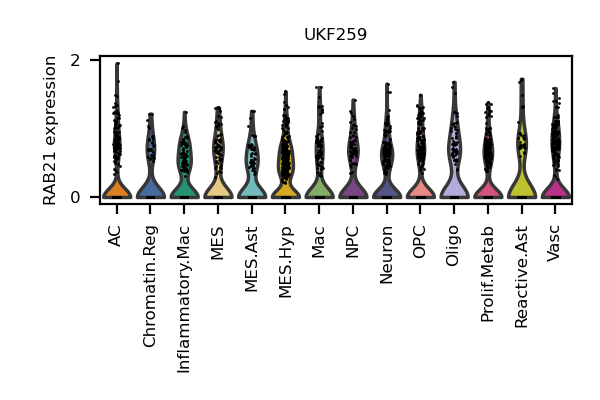 UKF259
RAB21 expression
2
0
AC
Chromatin.Reg
Inflammatory.Mac
MES
MES.Ast
MES.Hyp
Mac
NPC
Neuron
OPC
Oligo
Prolif.Metab
Reactive.Ast
Vasc